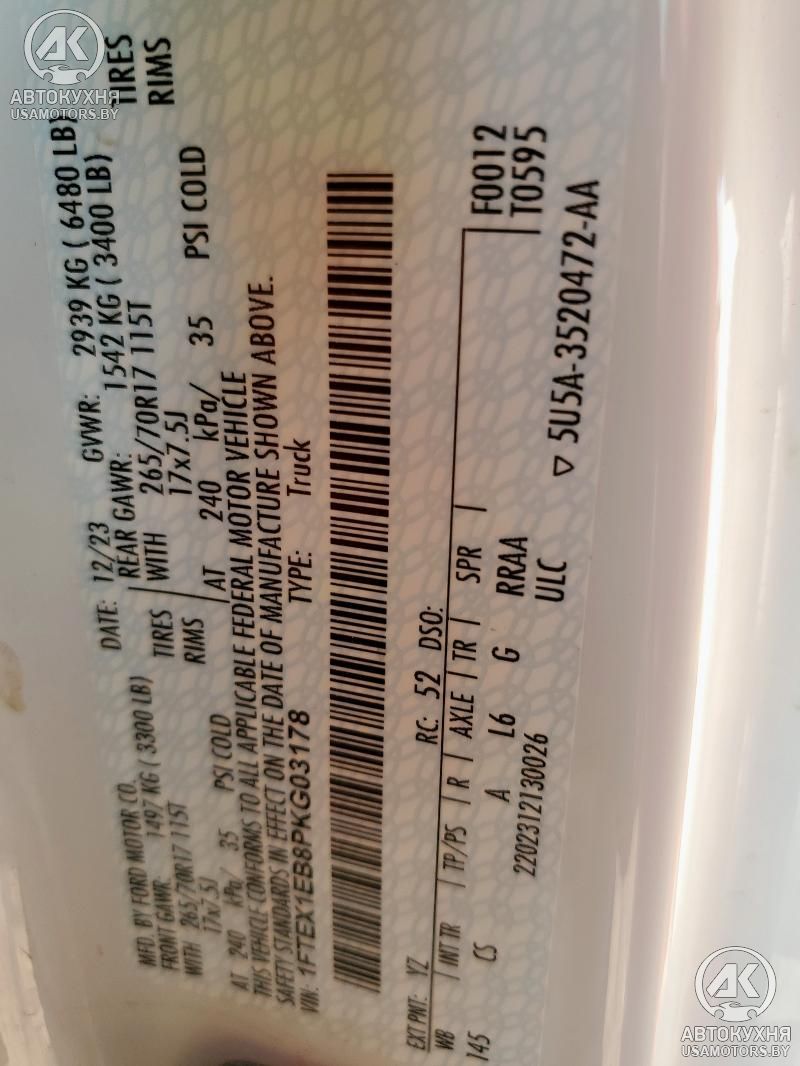 MFD. BY FORD MOTOR CO.
DATE: 12/23 GVWR: 2939 KG ( 6480 LB)
FRONT GAWR: 1497 KG ( 3300 LB) REAR GAWR: 1542 KG ( 3400 LB)
WITH 265/70R17 115T TIRES WITH 265/70R17 115T TIRES
17x7.5J RIMS 17x7.5J RIMS
AT 240 kPa/ 35 PSI COLD AT 240 kPa/ 35 PSI COLD
THIS VEHICLE CONFORMS TO ALL APPLICABLE FEDERAL MOTOR VEHICLE
SAFETY STANDARDS IN EFFECT ON THE DATE OF MANUFACTURE SHOWN ABOVE.
VIN: 1FTEX1EB8PKG03178 TYPE: Truck
EXT PNT: YZ RC: 52 DSO:
WB INT TR TP/PS R AXLE TR SPR F0012
145 CS A L6 G RRAA T0595
2202312130026 ULC
▽ 5U5A-3520472-AA
АК
АВТОКУХНЯ
USAMOTORS.BY
АК
АВТОКУХНЯ
USAMOTORS.BY